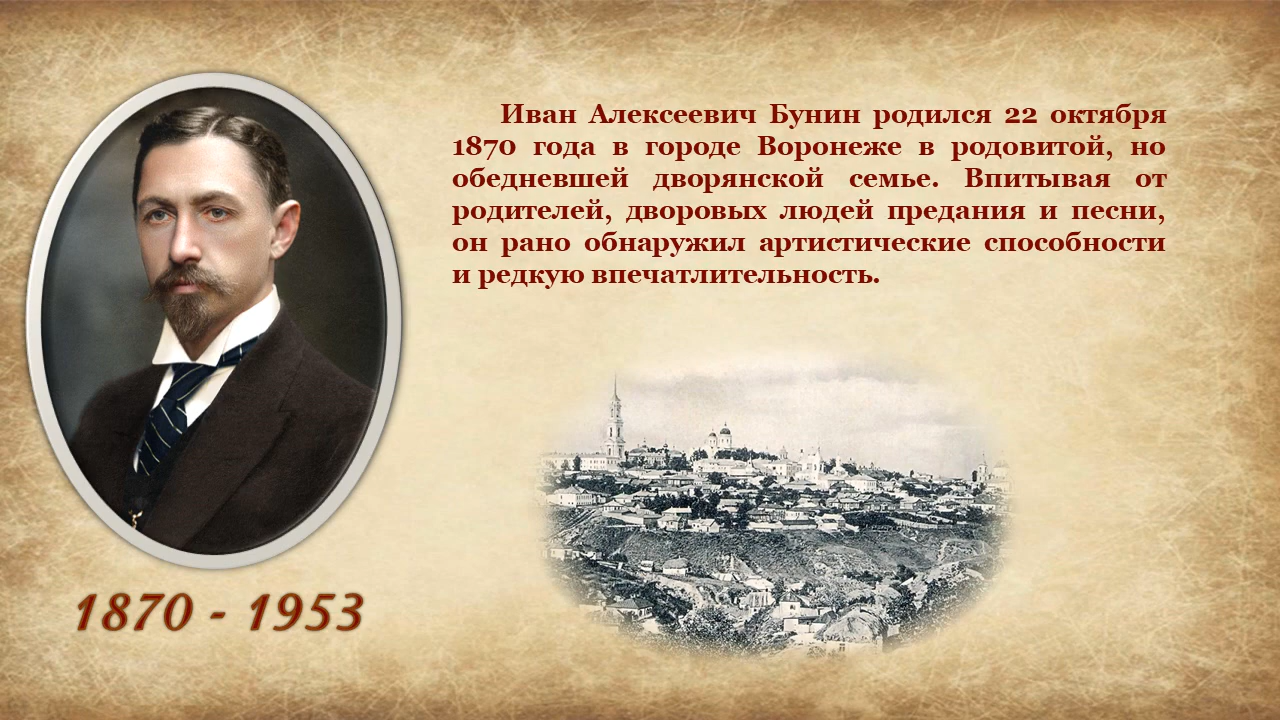 Иван Алексеевич Бунин родился 22 октября
1870 года в городе Воронеже в родовитой, но
обедневшей дворянской семье. Впитывая от
родителей, дворовых людей предания и песни,
он рано обнаружил артистические способности
и редкую впечатлительность.
1870 - 1953